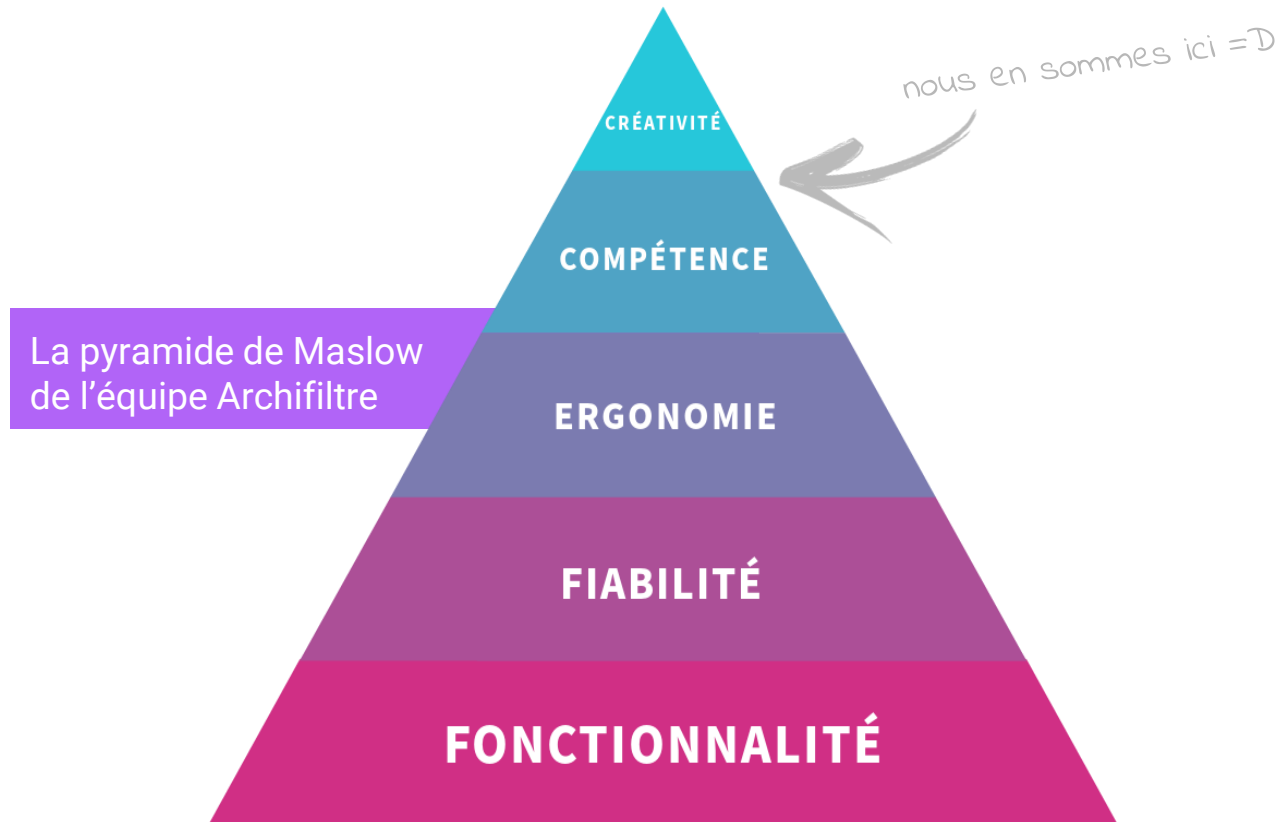 nous en sommes ici =D
CRÉATIVITÉ
COMPÉTENCE
La pyramide de Maslow
de l’équipe Archifiltre
ERGONOMIE
FIABILITÉ
FONCTIONNALITÉ